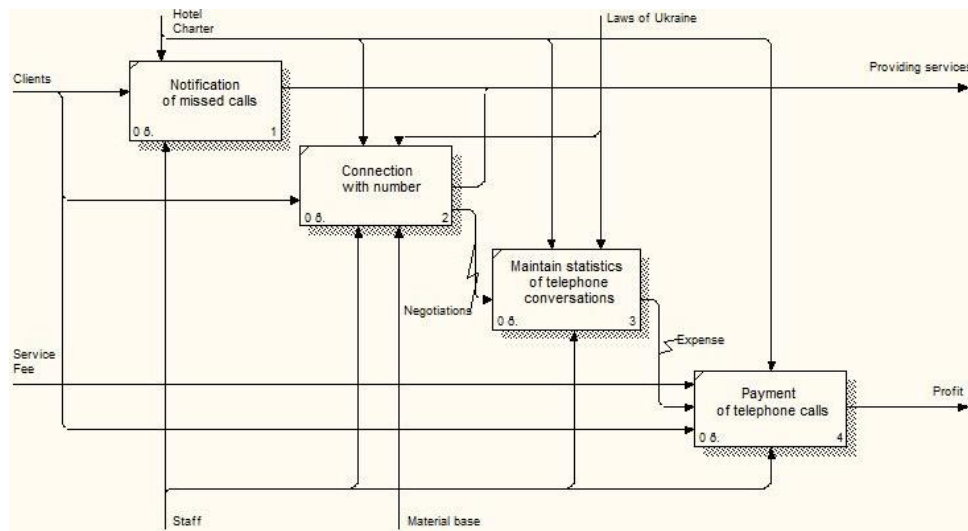 Hotel
Charter
Laws of Ukraine
Clients
Providing services
Notification
of missed calls
0 ō.
1
Connection
with number
0 ō.
2
Maintain statistics
of telephone
conversations
0 ō.
3
Negotiations
Expense
Service
Fee
Payment
of telephone calls
0 ō.
4
Profit
Staff
Material base